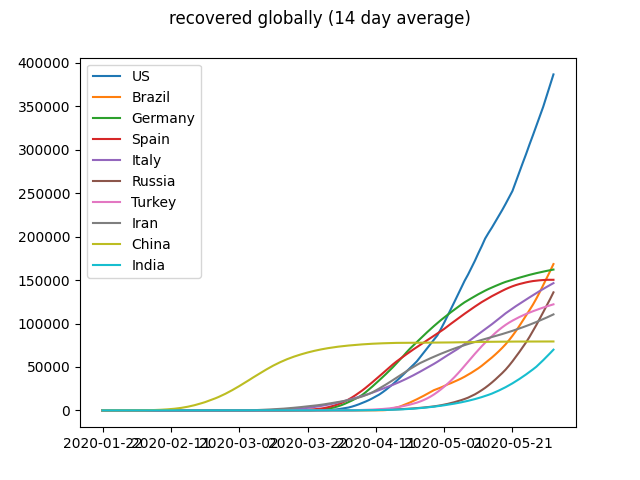 recovered globally (14 day average)
400000
350000
300000
250000
200000
150000
100000
50000
0
US
Brazil
Germany
Spain
Italy
Russia
Turkey
Iran
China
India
2020-01-22 2020-02-11 2020-03-02 2020-03-22 2020-04-11 2020-05-01 2020-05-21